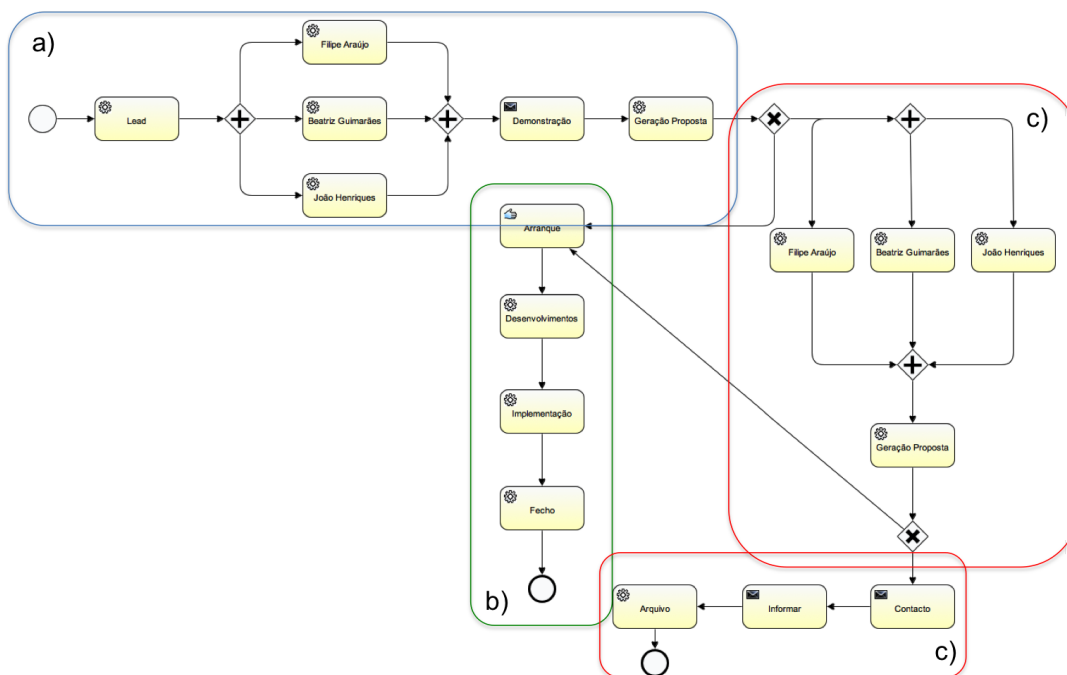 a)
Lead
Filipe Araújo
Beatriz Guimarães
João Henriques
Demonstração
Geração Proposta
c)
Filipe Araújo
Beatriz Guimarães
João Henriques
Geração Proposta
Arranque
Desenvolvimentos
Implementação
Fecho
b)
Arquivo
Informar
Contacto
c)